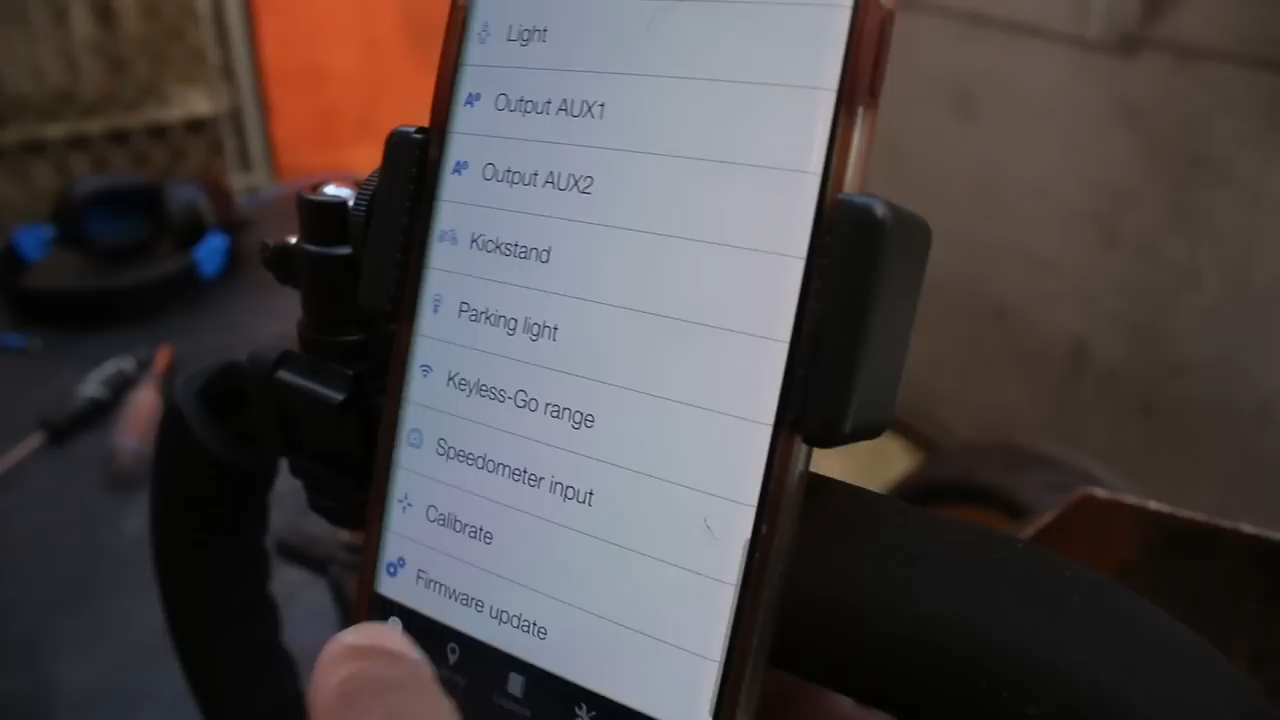 Light
Output AUX1
Output AUX2
Kickstand
Parking light
Keyless-Go range
Speedometer input
Calibrate
Firmware update